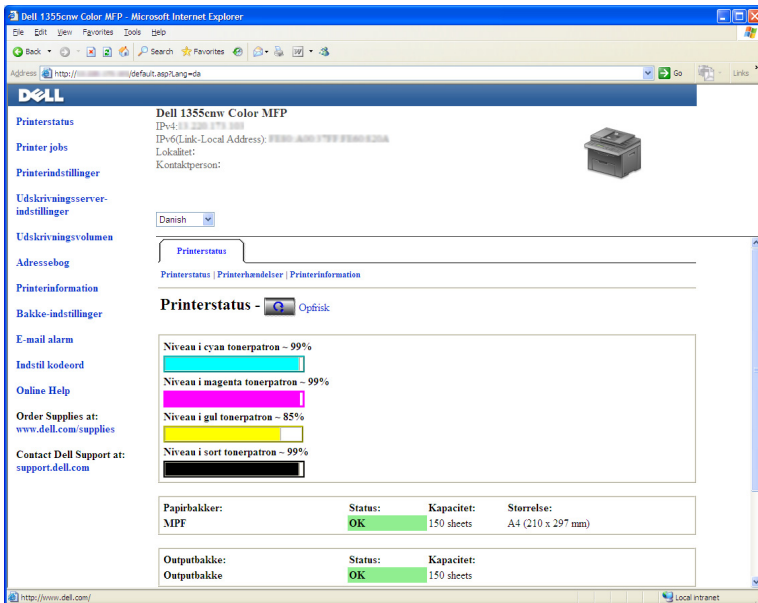 Dell 1355cnw Color MFP - Microsoft Internet Explorer
File Edit View Favorites Tools Help
Back Search Favorites
Address http:// /default.asp?Lang=da Go Links
DELL
Dell 1355cnw Color MFP
IPv4:
IPv6(Link-Local Address):
Lokalitet:
Kontaktperson:
Danish
Printerstatus
Printer jobs
Printerindstillinger
Udskrivningsserver-
indstillinger
Udskrivningsvolumen
Adressebog
Printerinformation
Bakke-indstillinger
E-mail alarm
Indstil kodeord
Online Help
Order Supplies at:
www.dell.com/supplies
Contact Dell Support at:
support.dell.com
Printerstatus
Printerstatus | Printerhændelser | Printerinformation
Printerstatus - Opfrisk
Niveau i cyan tonerpatron ~ 99%
Niveau i magenta tonerpatron ~ 99%
Niveau i gul tonerpatron ~ 85%
Niveau i sort tonerpatron ~ 99%
Papirbakker: Status: Kapacitet: Størrelse:
MPF OK 150 sheets A4 (210 x 297 mm)
Outputbakke: Status: Kapacitet:
Outputbakke OK 150 sheets
http://www.dell.com/ Local intranet